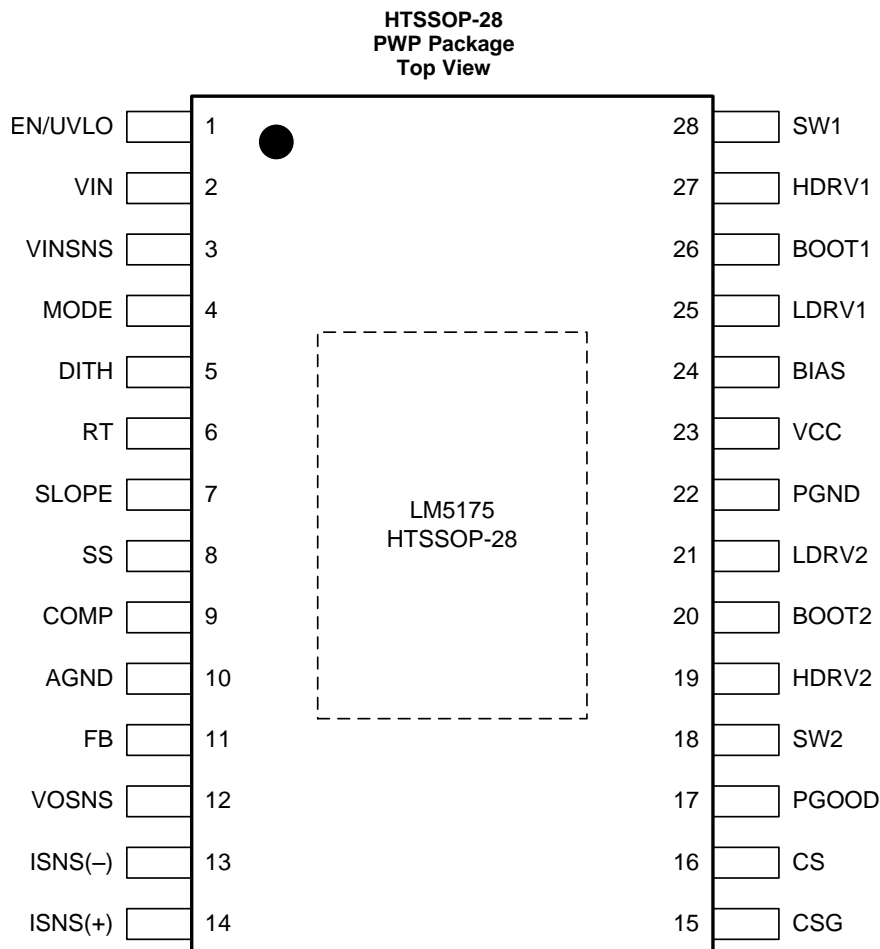 HTSSOP-28
PWP Package
Top View
EN/UVLO 1 28 SW1
VIN 2 27 HDRV1
VINSNS 3 26 BOOT1
MODE 4 25 LDRV1
DITH 5 24 BIAS
RT 6 23 VCC
SLOPE 7 22 PGND
LM5175
HTSSOP-28
SS 8 21 LDRV2
COMP 9 20 BOOT2
AGND 10 19 HDRV2
FB 11 18 SW2
VOSNS 12 17 PGOOD
ISNS(–) 13 16 CS
ISNS(+) 14 15 CSG